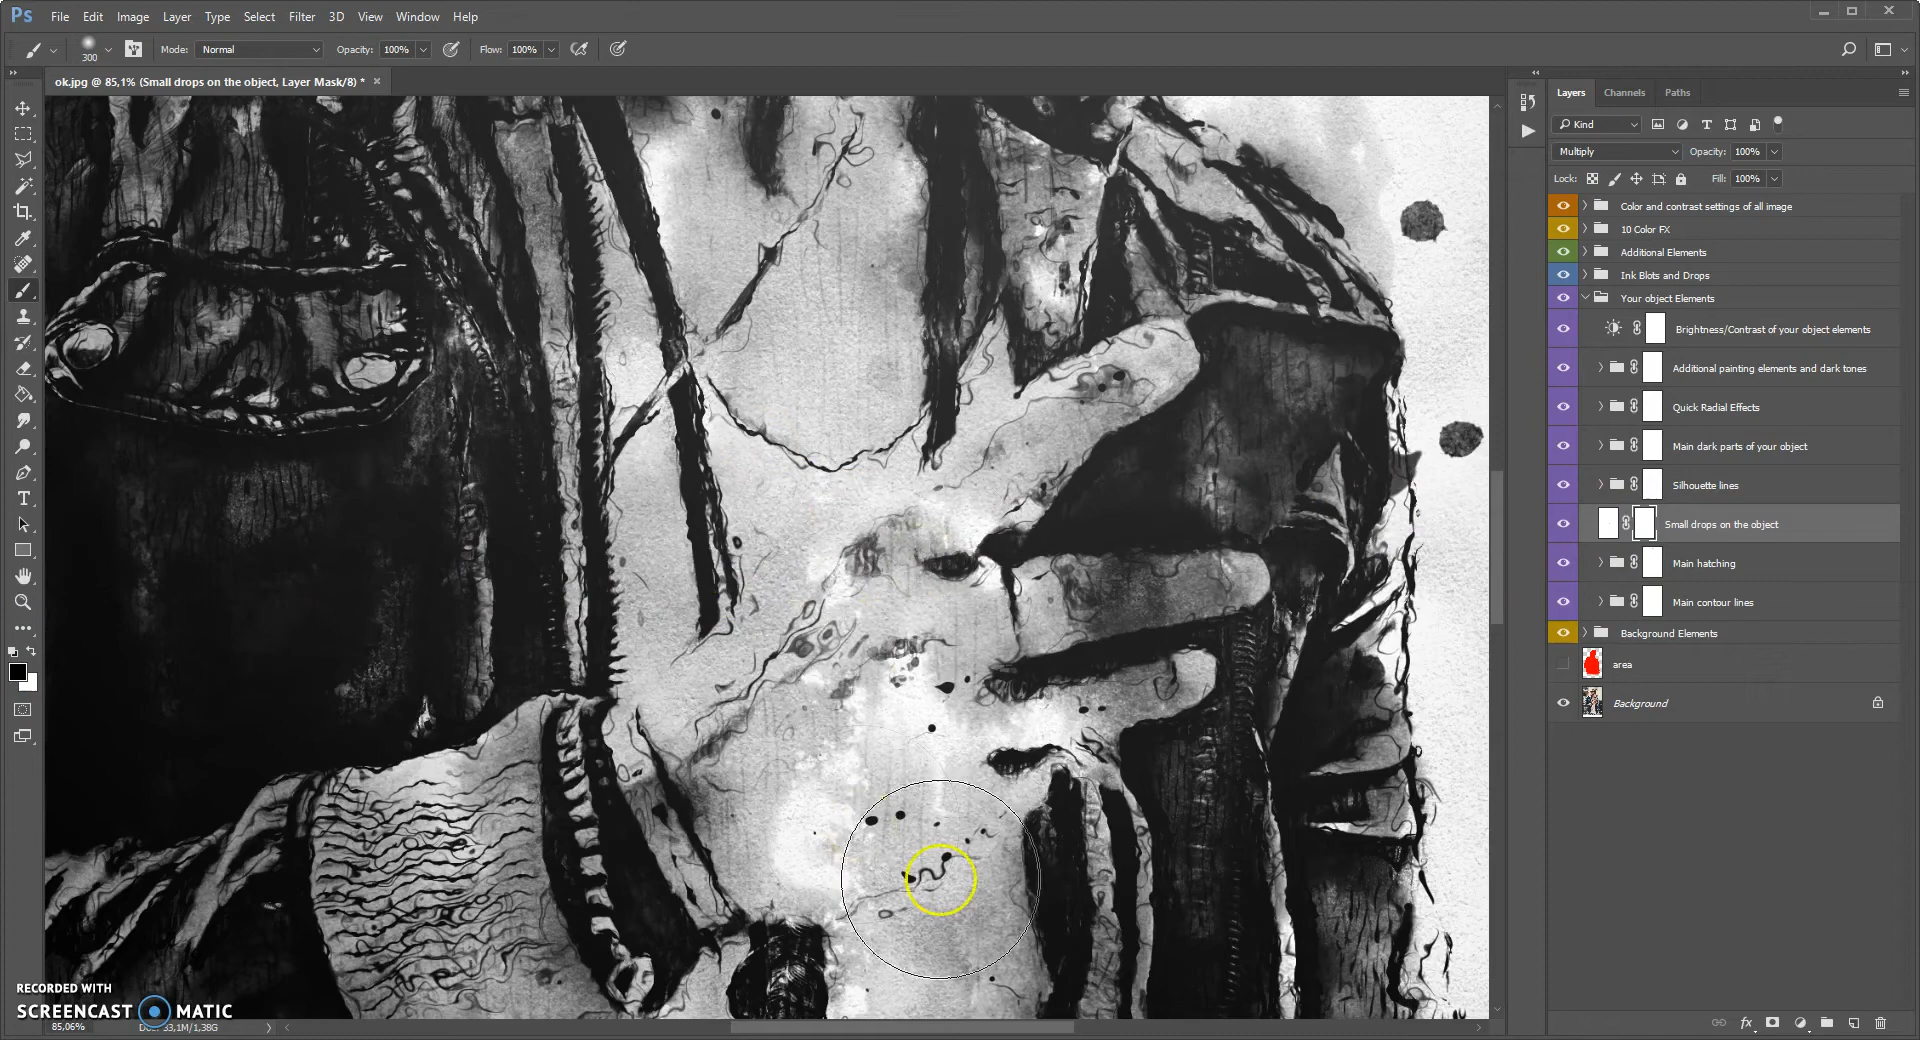 Ps File Edit Image Layer Type Select Filter 3D View Window Help
300 Mode: Normal Opacity: 100% Flow: 100%
ok.jpg @ 85,1% (Small drops on the object, Layer Mask/8) *
Layers Channels Paths
Kind
Multiply Opacity: 100%
Lock: Fill: 100%
Color and contrast settings of all image
10 Color FX
Additional Elements
Ink Blots and Drops
Your object Elements
Brightness/Contrast of your object elements
Additional painting elements and dark tones
Quick Radial Effects
Main dark parts of your object
Silhouette lines
Small drops on the object
Main hatching
Main contour lines
Background Elements
area
Background
RECORDED WITH
SCREENCAST MATIC
85,06% 33,1M/1,38G
fx